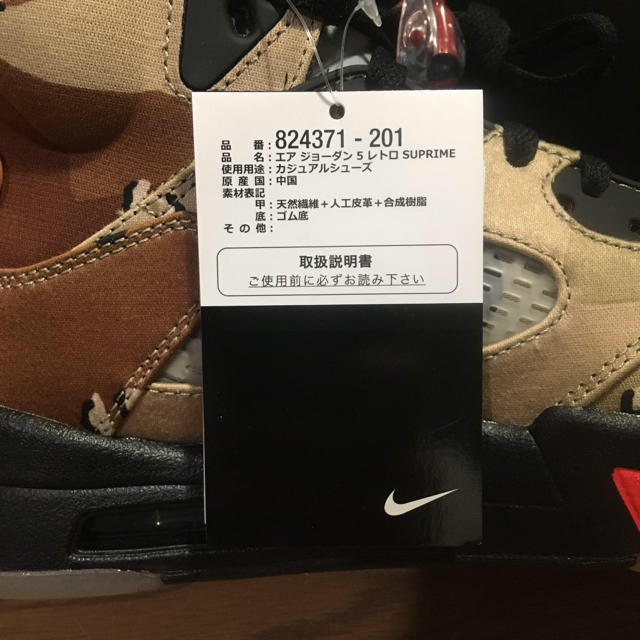 品番：824371 - 201
品名：エア ジョーダン 5 レトロ SUPRIME
使用用途：カジュアルシューズ
原産国：中国
素材表記
甲：天然繊維＋人工皮革＋合成樹脂
底：ゴム底
その他：
取扱説明書
ご使用前に必ずお読み下さい